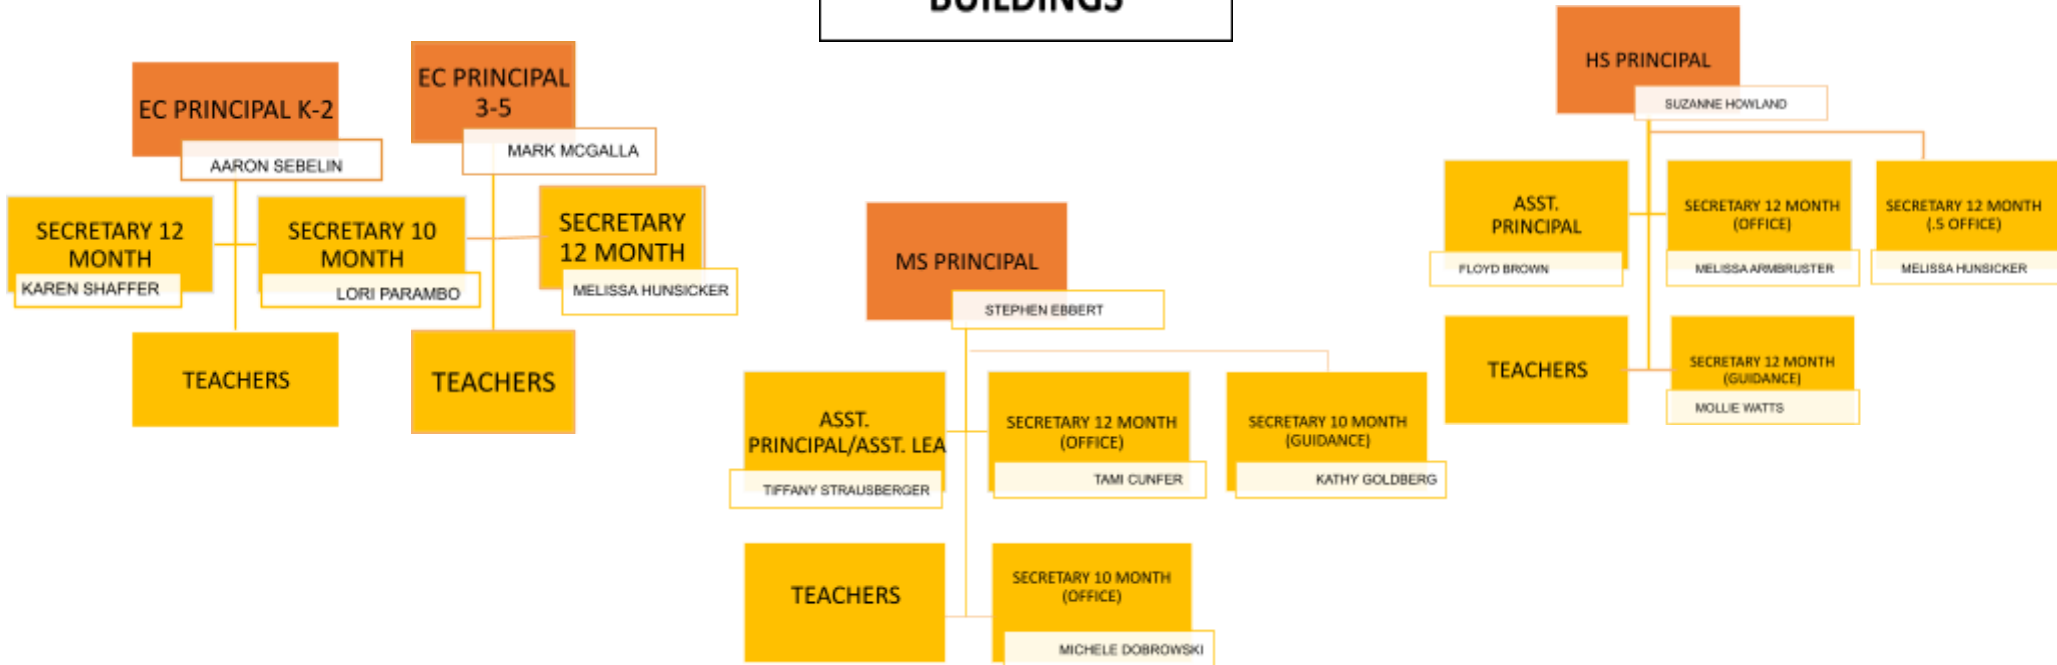 BUILDINGS
EC PRINCIPAL K-2
AARON SEBELIN
SECRETARY 12
MONTH
KAREN SHAFFER
SECRETARY 10
MONTH
LORI PARAMBO
TEACHERS
EC PRINCIPAL
3-5
MARK MCGALLA
SECRETARY
12 MONTH
MELISSA HUNSICKER
TEACHERS
MS PRINCIPAL
STEPHEN EBBERT
ASST.
PRINCIPAL/ASST. LEA
TIFFANY STRAUSBERGER
SECRETARY 12 MONTH
(OFFICE)
TAMI CUNFER
SECRETARY 10 MONTH
(GUIDANCE)
KATHY GOLDBERG
TEACHERS
SECRETARY 10 MONTH
(OFFICE)
MICHELE DOBROWSKI
HS PRINCIPAL
SUZANNE HOWLAND
ASST.
PRINCIPAL
FLOYD BROWN
SECRETARY 12 MONTH
(OFFICE)
MELISSA ARMBRUSTER
SECRETARY 12 MONTH
(.5 OFFICE)
MELISSA HUNSICKER
TEACHERS
SECRETARY 12 MONTH
(GUIDANCE)
MOLLIE WATTS